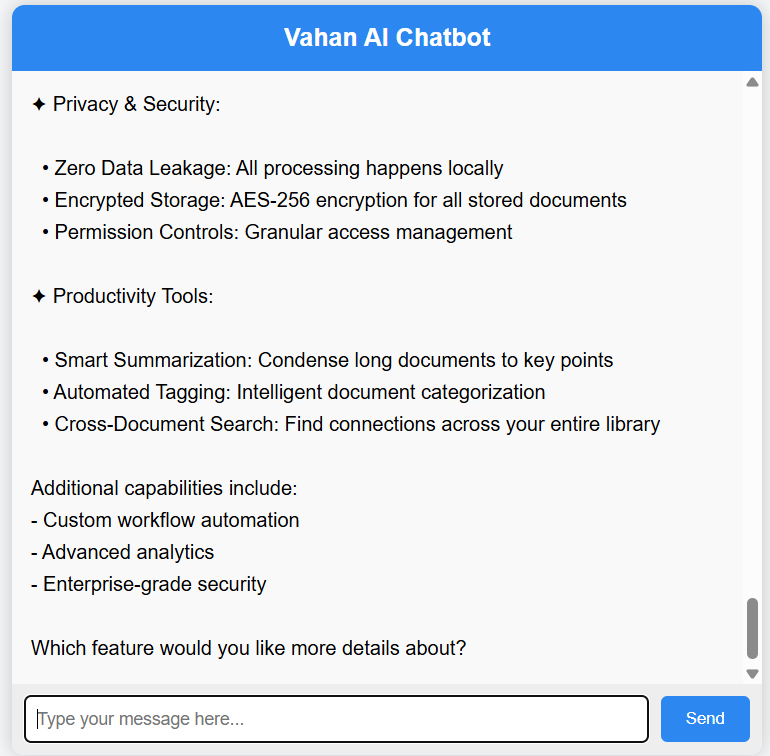 Vahan AI Chatbot
✦ Privacy & Security:
• Zero Data Leakage: All processing happens locally
• Encrypted Storage: AES-256 encryption for all stored documents
• Permission Controls: Granular access management
✦ Productivity Tools:
• Smart Summarization: Condense long documents to key points
• Automated Tagging: Intelligent document categorization
• Cross-Document Search: Find connections across your entire library
Additional capabilities include:
- Custom workflow automation
- Advanced analytics
- Enterprise-grade security
Which feature would you like more details about?
Type your message here...
Send